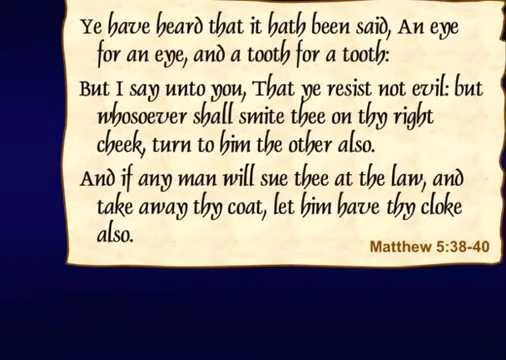 Ye have heard that it hath been said, An eye
for an eye, and a tooth for a tooth:
But I say unto you, That ye resist not evil: but
whosoever shall smite thee on thy right
cheek, turn to him the other also.
And if any man will sue thee at the law, and
take away thy coat, let him have thy cloke
also.
Matthew 5:38-40